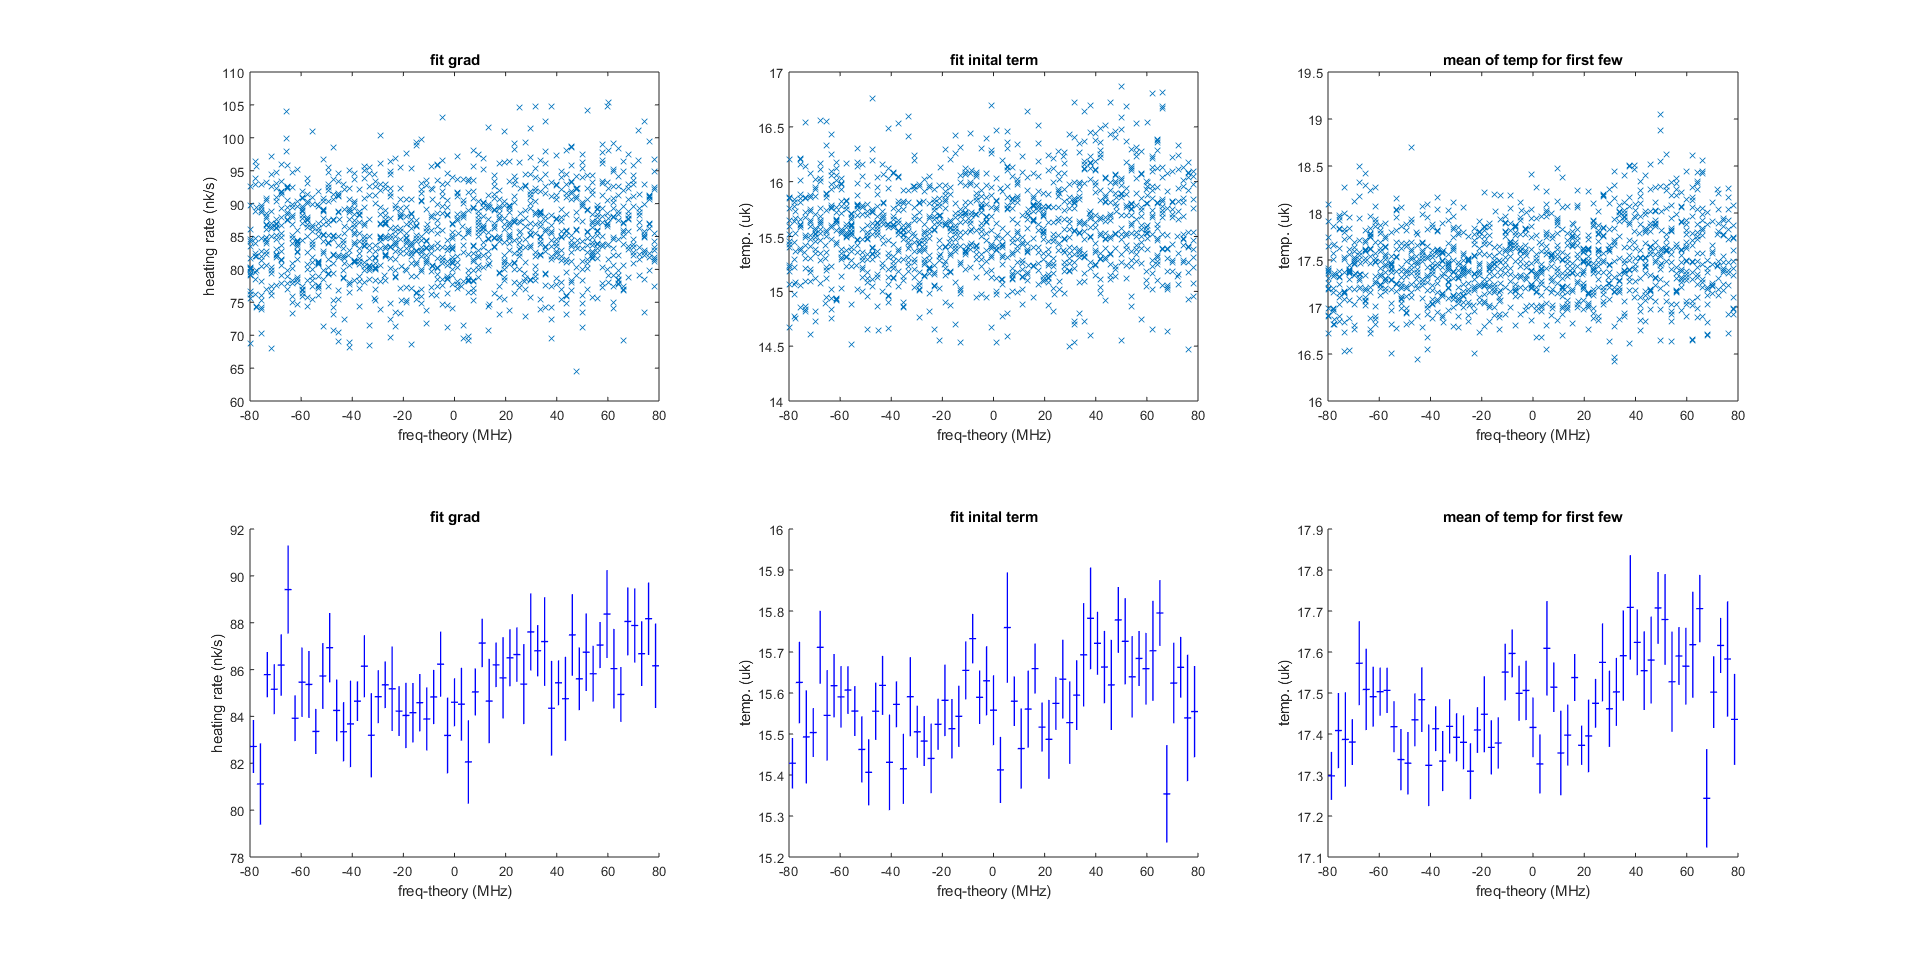 fit grad
110
105
100
95
90
85
80
75
70
65
60
heating rate (nk/s)
-80 -60 -40 -20 0 20 40 60 80
freq-theory (MHz)
fit inital term
17
16.5
16
15.5
15
14.5
14
temp. (uk)
-80 -60 -40 -20 0 20 40 60 80
freq-theory (MHz)
mean of temp for first few
19.5
19
18.5
18
17.5
17
16.5
16
temp. (uk)
-80 -60 -40 -20 0 20 40 60 80
freq-theory (MHz)
fit grad
92
90
88
86
84
82
80
78
heating rate (nk/s)
-80 -60 -40 -20 0 20 40 60 80
freq-theory (MHz)
fit inital term
16
15.9
15.8
15.7
15.6
15.5
15.4
15.3
15.2
temp. (uk)
-80 -60 -40 -20 0 20 40 60 80
freq-theory (MHz)
mean of temp for first few
17.9
17.8
17.7
17.6
17.5
17.4
17.3
17.2
17.1
temp. (uk)
-80 -60 -40 -20 0 20 40 60 80
freq-theory (MHz)